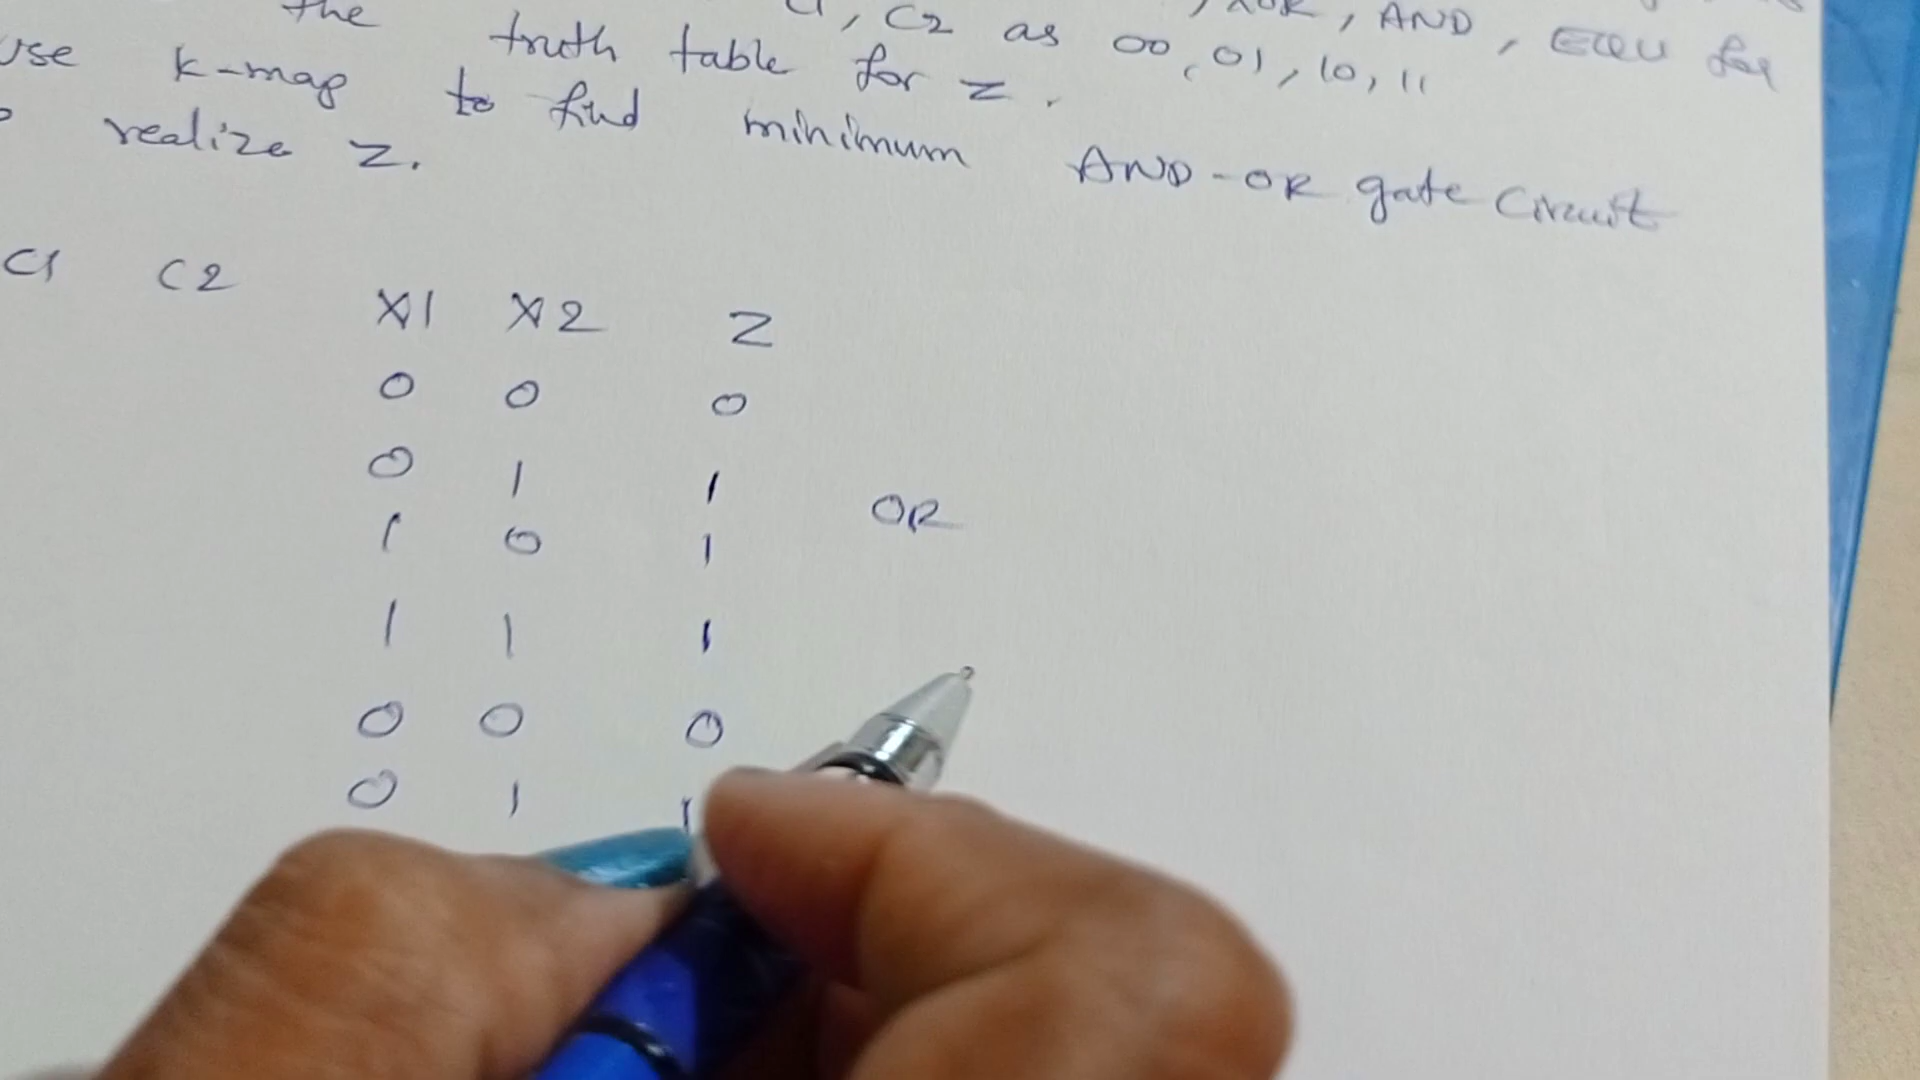 the C1, C2 as , XOR, AND, EQU for
use truth table for Z. 00, 01, 10, 11
k-map to find minimum AND-OR gate circuit
realize Z.
C1 C2 X1 X2 Z
0 0 0
0 1 1
1 0 1 OR
1 1 1
0 0 0
0 1 1